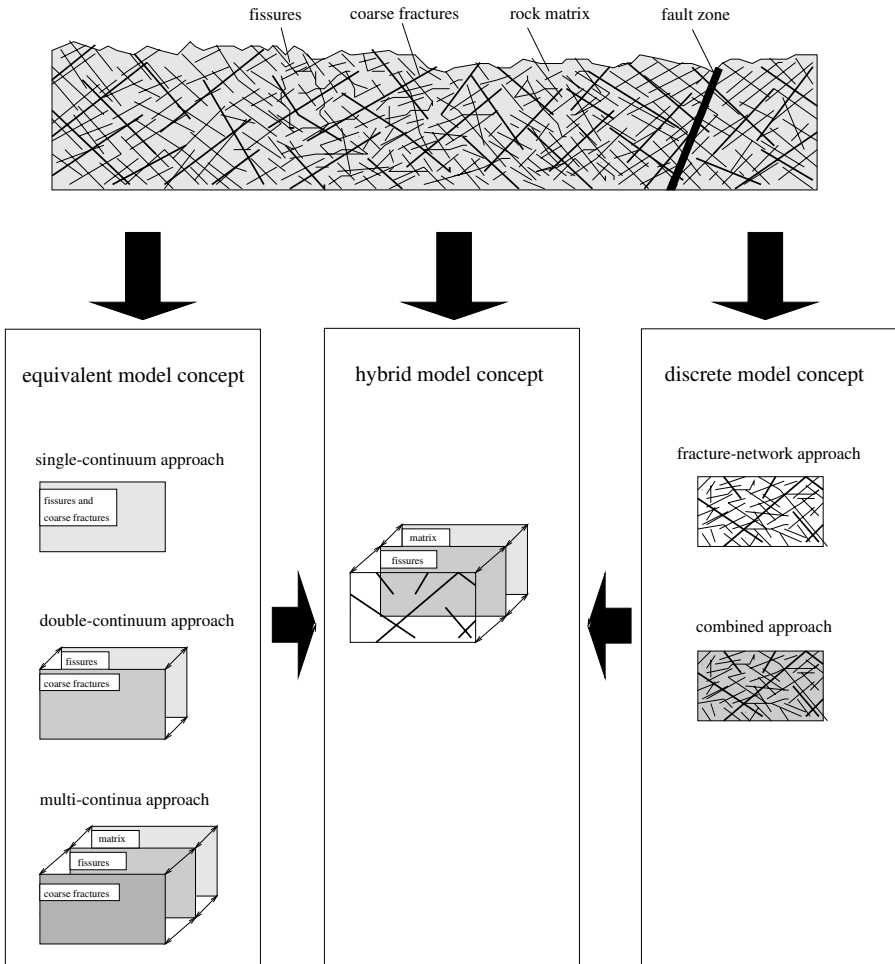 fissures
coarse fractures
rock matrix
fault zone
equivalent model concept
single-continuum approach
fissures and
coarse fractures
double-continuum approach
fissures
coarse fractures
multi-continua approach
matrix
fissures
coarse fractures
hybrid model concept
matrix
fissures
discrete model concept
fracture-network approach
combined approach